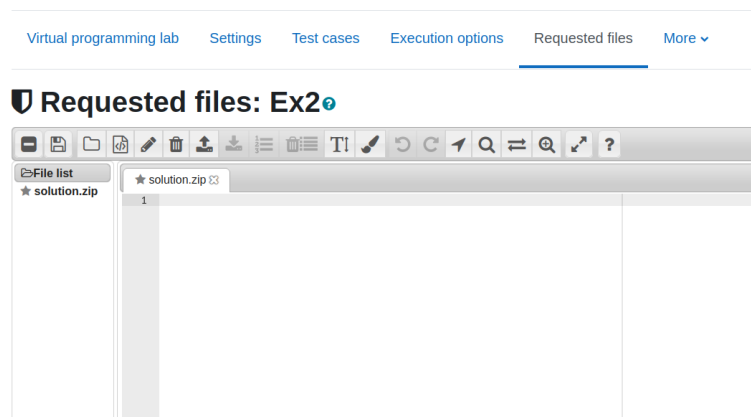 Virtual programming lab Settings Test cases Execution options Requested files More
Requested files: Ex2
File list
solution.zip
solution.zip
1